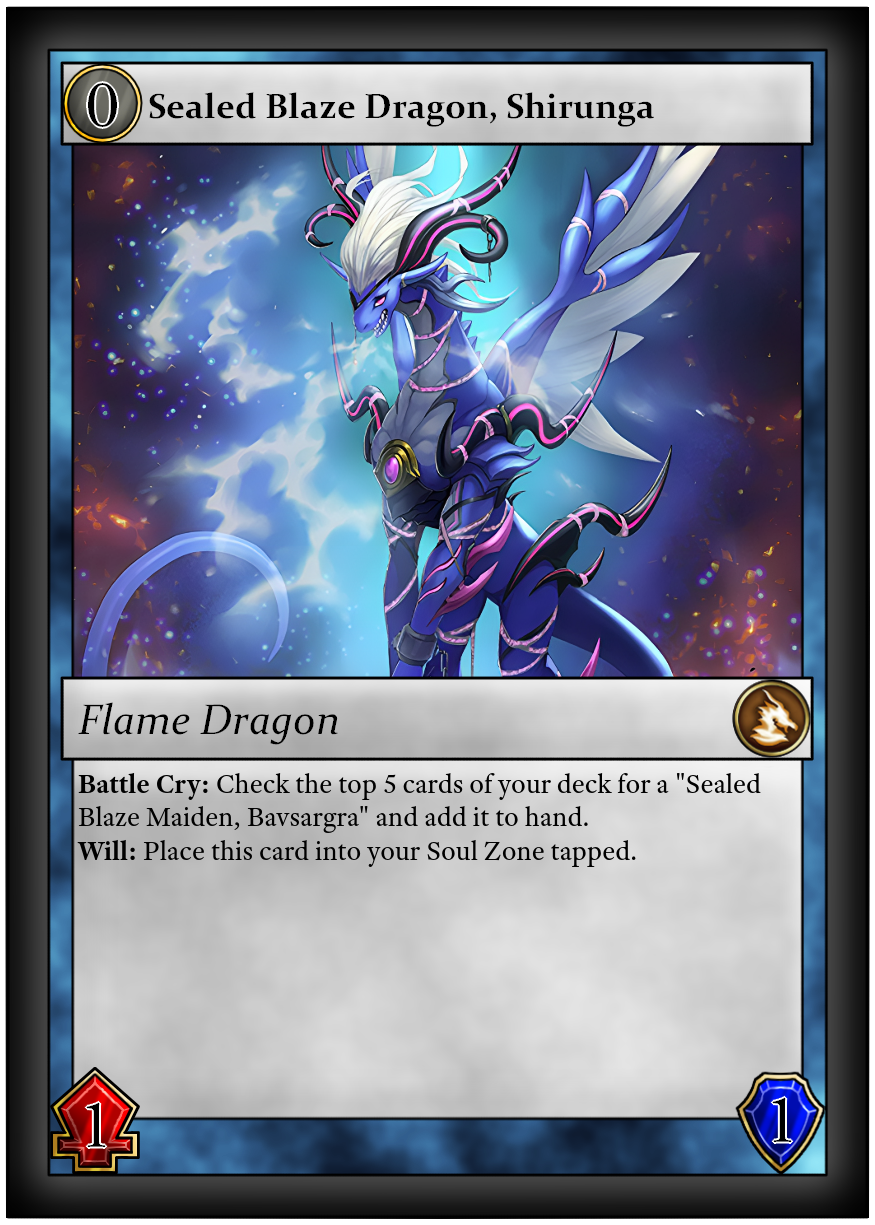 0 Sealed Blaze Dragon, Shirunga
Flame Dragon
Battle Cry: Check the top 5 cards of your deck for a "Sealed
Blaze Maiden, Bavsargra" and add it to hand.
Will: Place this card into your Soul Zone tapped.
1 1